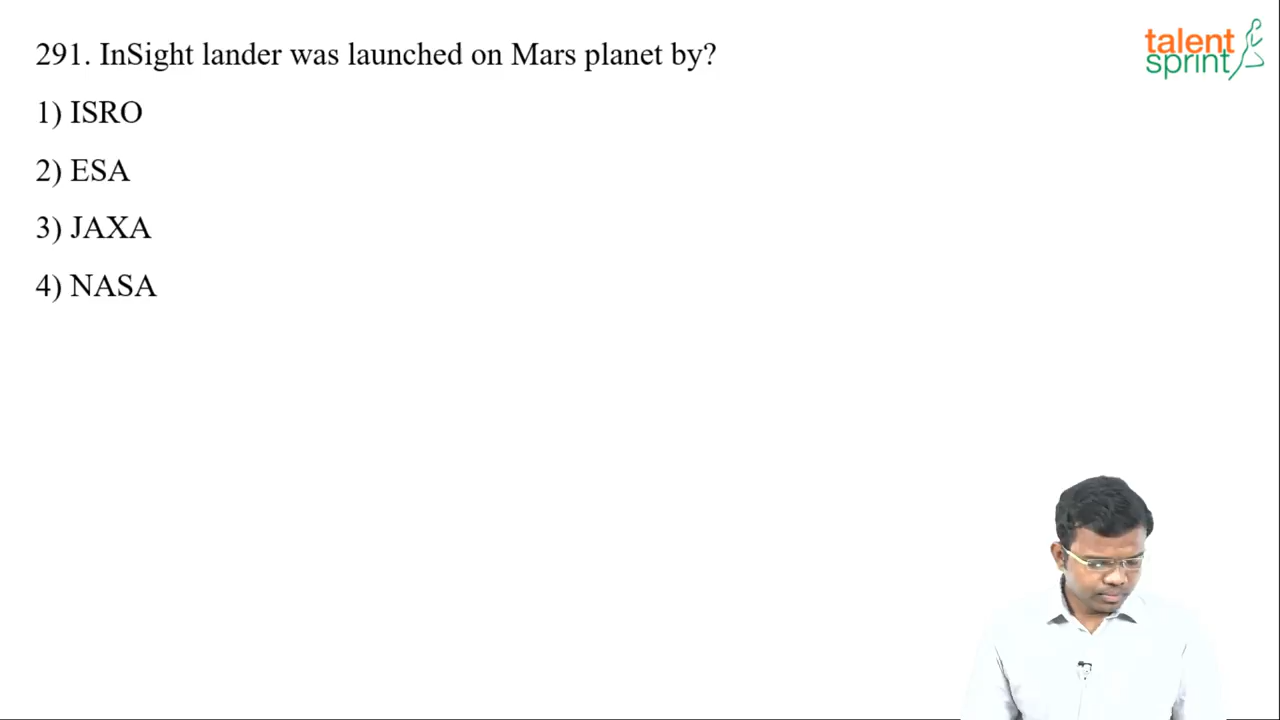 291. InSight lander was launched on Mars planet by?
talent
sprint
1) ISRO
2) ESA
3) JAXA
4) NASA